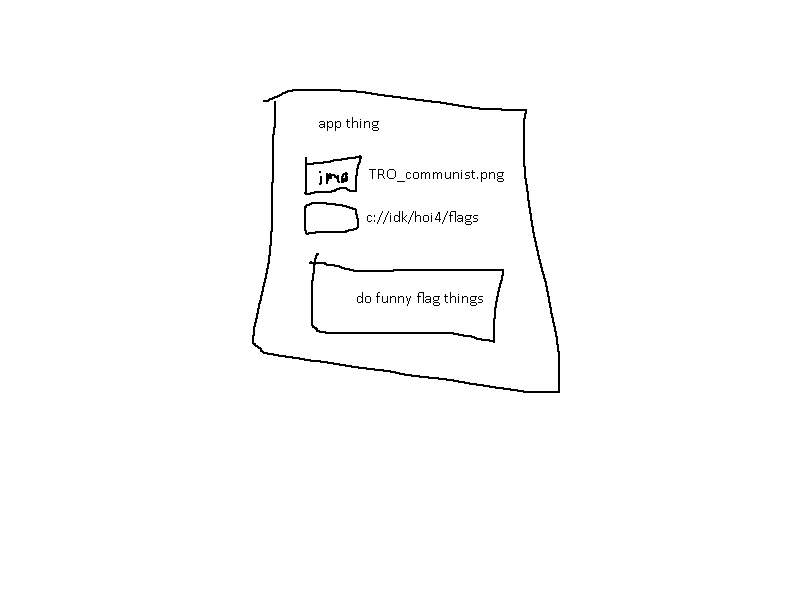 app thing
img TRO_communist.png
c://idk/hoi4/flags
do funny flag things